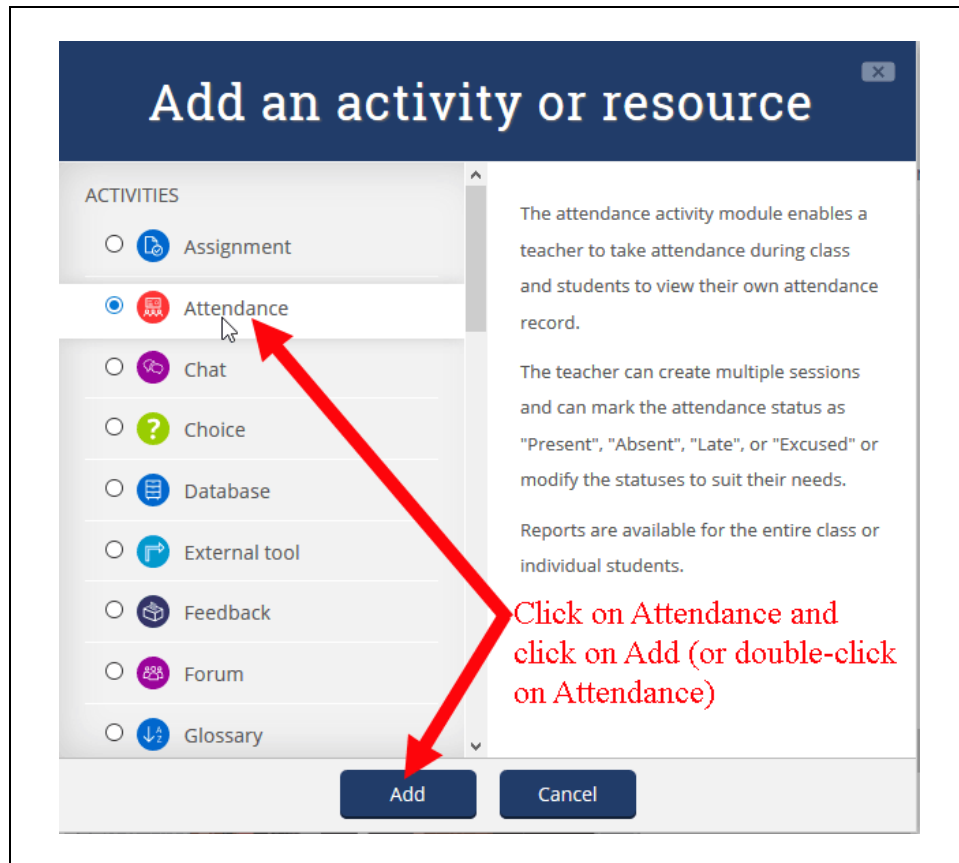 Add an activity or resource
ACTIVITIES
Assignment
Attendance
Chat
Choice
Database
External tool
Feedback
Forum
Glossary
The attendance activity module enables a
teacher to take attendance during class
and students to view their own attendance
record.
The teacher can create multiple sessions
and can mark the attendance status as
"Present", "Absent", "Late", or "Excused" or
modify the statuses to suit their needs.
Reports are available for the entire class or
individual students.
Click on Attendance and
click on Add (or double-click
on Attendance)
Add
Cancel